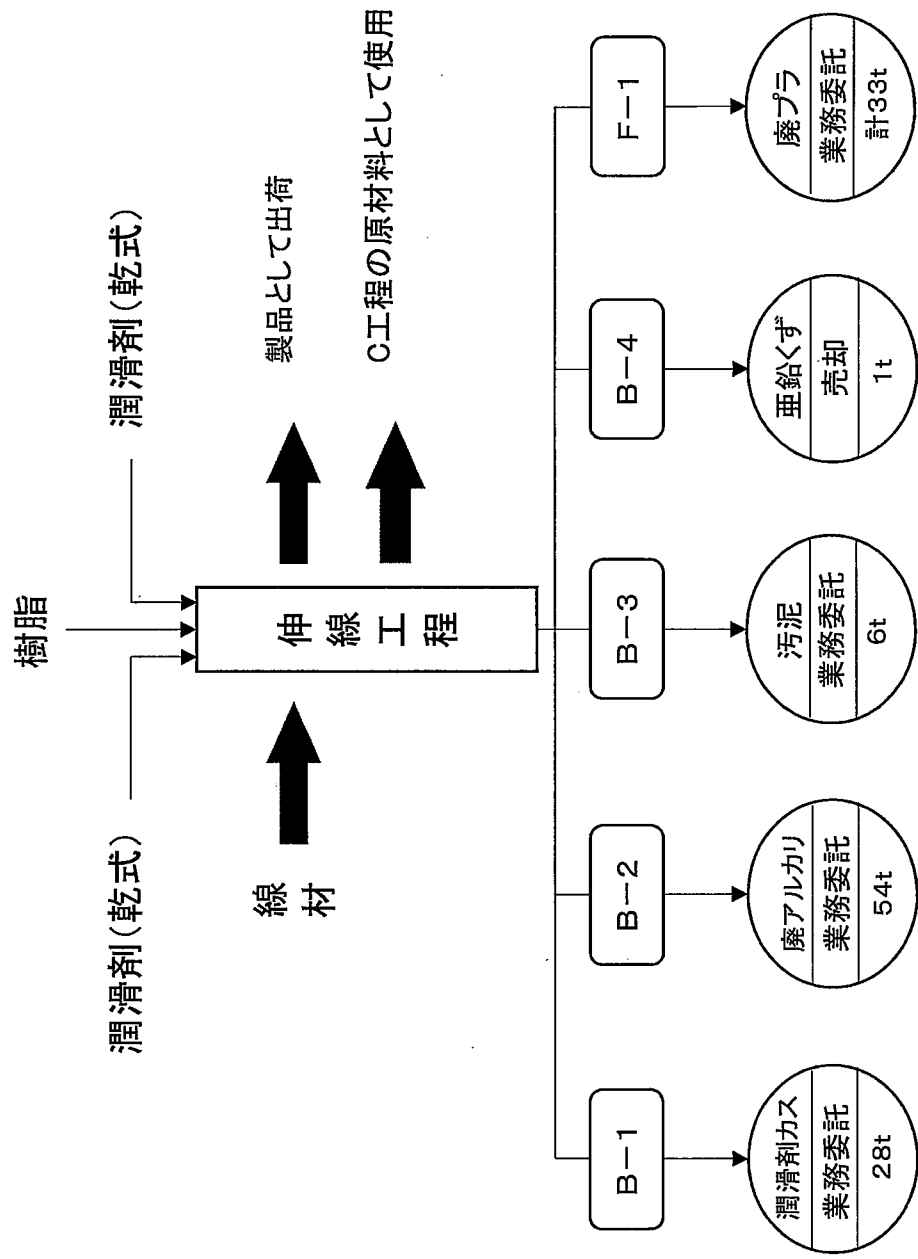 樹脂
潤滑剤(乾式)
潤滑剤(乾式)
線
材
伸
線
工
程
製品として出荷
C工程の原材料として使用
B-1
B-2
B-3
B-4
F-1
潤滑剤カス
業務委託
28t
廃アルカリ
業務委託
54t
汚泥
業務委託
6t
亜鉛くず
売却
1t
廃プラ
業務委託
計33t